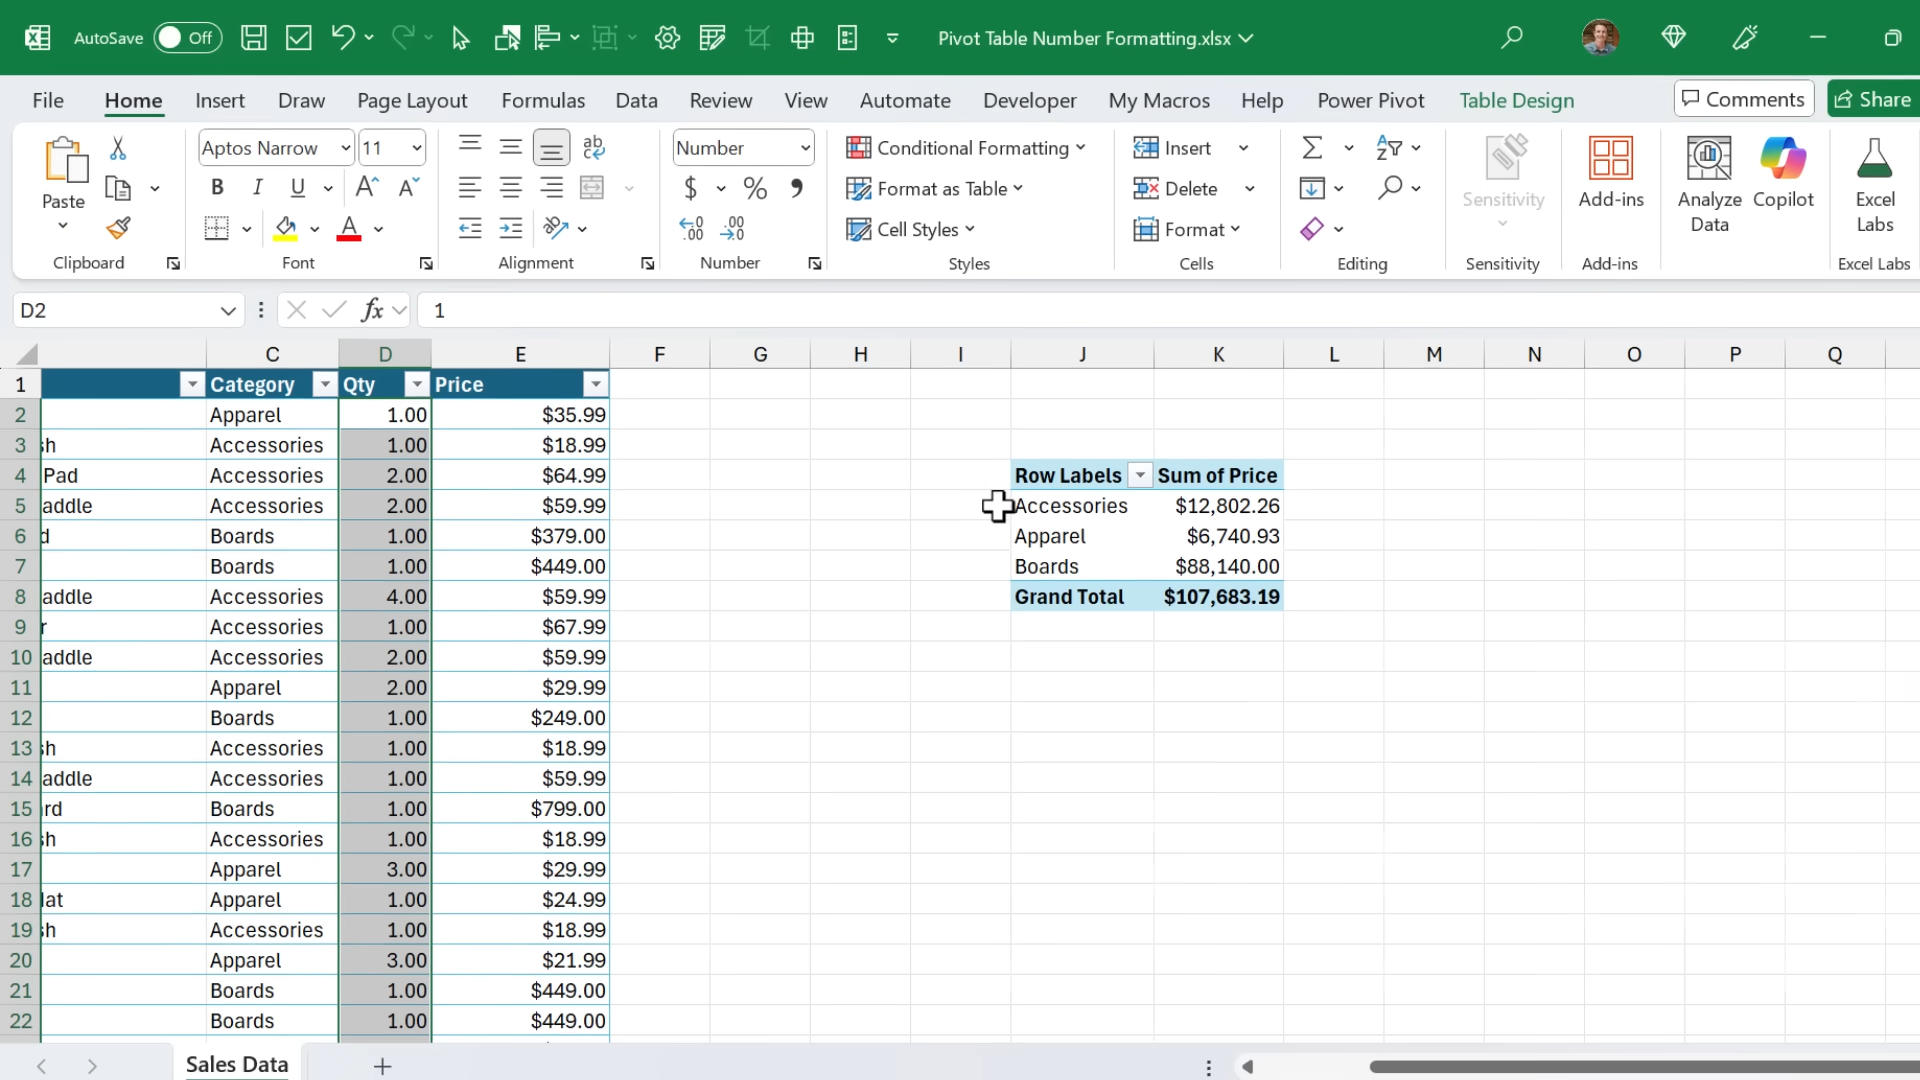 AutoSave Off Pivot Table Number Formatting.xlsx
File Home Insert Draw Page Layout Formulas Data Review View Automate Developer My Macros Help Power Pivot Table Design Comments Share
Paste
Clipboard
Aptos Narrow 11
B I U A A
A
Font
ab
Alignment
Number
$ % 9
.00 .00
Number
Conditional Formatting
Format as Table
Cell Styles
Styles
Insert
Delete
Format
Cells
Editing
Sensitivity
Sensitivity
Add-ins
Add-ins
Analyze Data
Copilot
Excel Labs
Excel Labs
D2 fx 1
C D E F G H I J K L M N O P Q
1 Category Qty Price
2 Apparel 1.00 $35.99
3 sh Accessories 1.00 $18.99
4 Pad Accessories 2.00 $64.99 Row Labels Sum of Price
5 addle Accessories 2.00 $59.99 Accessories $12,802.26
6 d Boards 1.00 $379.00 Apparel $6,740.93
7 Boards 1.00 $449.00 Boards $88,140.00
8 addle Accessories 4.00 $59.99 Grand Total $107,683.19
9 r Accessories 1.00 $67.99
10 addle Accessories 2.00 $59.99
11 Apparel 2.00 $29.99
12 Boards 1.00 $249.00
13 sh Accessories 1.00 $18.99
14 addle Accessories 1.00 $59.99
15 rd Boards 1.00 $799.00
16 sh Accessories 1.00 $18.99
17 Apparel 3.00 $29.99
18 Hat Apparel 1.00 $24.99
19 sh Accessories 1.00 $18.99
20 Apparel 3.00 $21.99
21 Boards 1.00 $449.00
22 Boards 1.00 $449.00
Sales Data